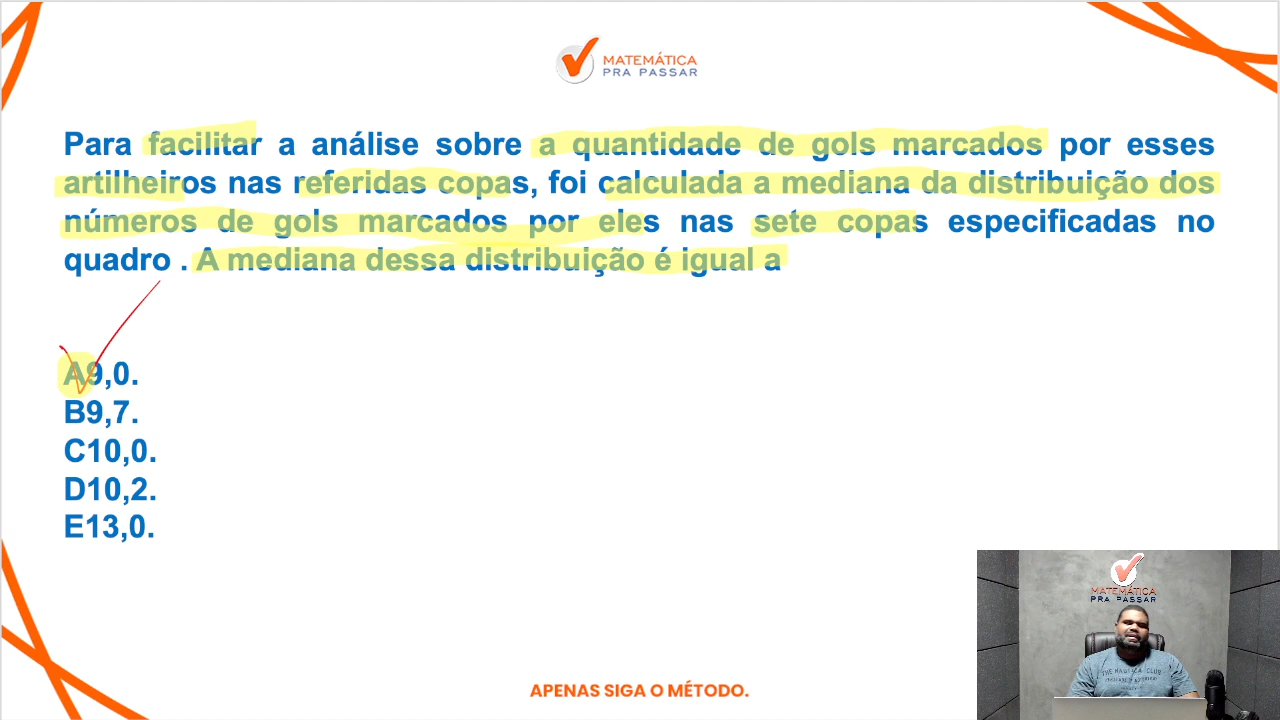 MATEMÁTICA
PRA PASSAR
Para facilitar a análise sobre a quantidade de gols marcados por esses
artilheiros nas referidas copas, foi calculada a mediana da distribuição dos
números de gols marcados por eles nas sete copas especificadas no
quadro . A mediana dessa distribuição é igual a
A9,0.
B9,7.
C10,0.
D10,2.
E13,0.
MATEMÁTICA
PRA PASSAR
APENAS SIGA O MÉTODO.